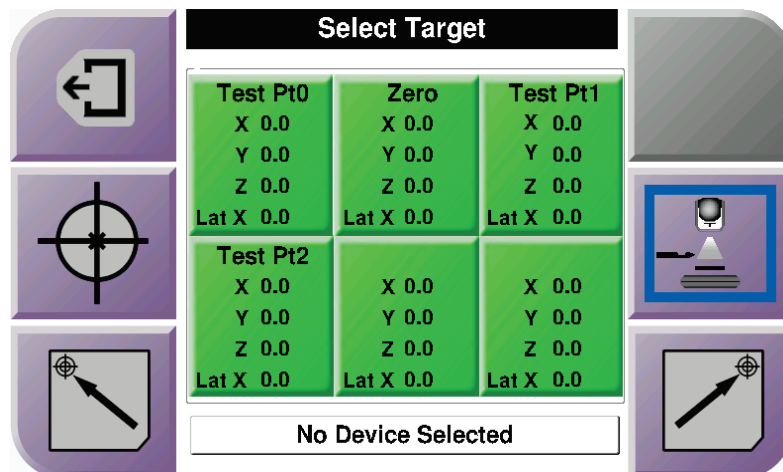 Select Target
Test Pt0 Zero Test Pt1
X 0.0 X 0.0 X 0.0
Y 0.0 Y 0.0 Y 0.0
Z 0.0 Z 0.0 Z 0.0
Lat X 0.0 Lat X 0.0 Lat X 0.0
Test Pt2
X 0.0 X 0.0 X 0.0
Y 0.0 Y 0.0 Y 0.0
Z 0.0 Z 0.0 Z 0.0
Lat X 0.0 Lat X 0.0 Lat X 0.0
No Device Selected